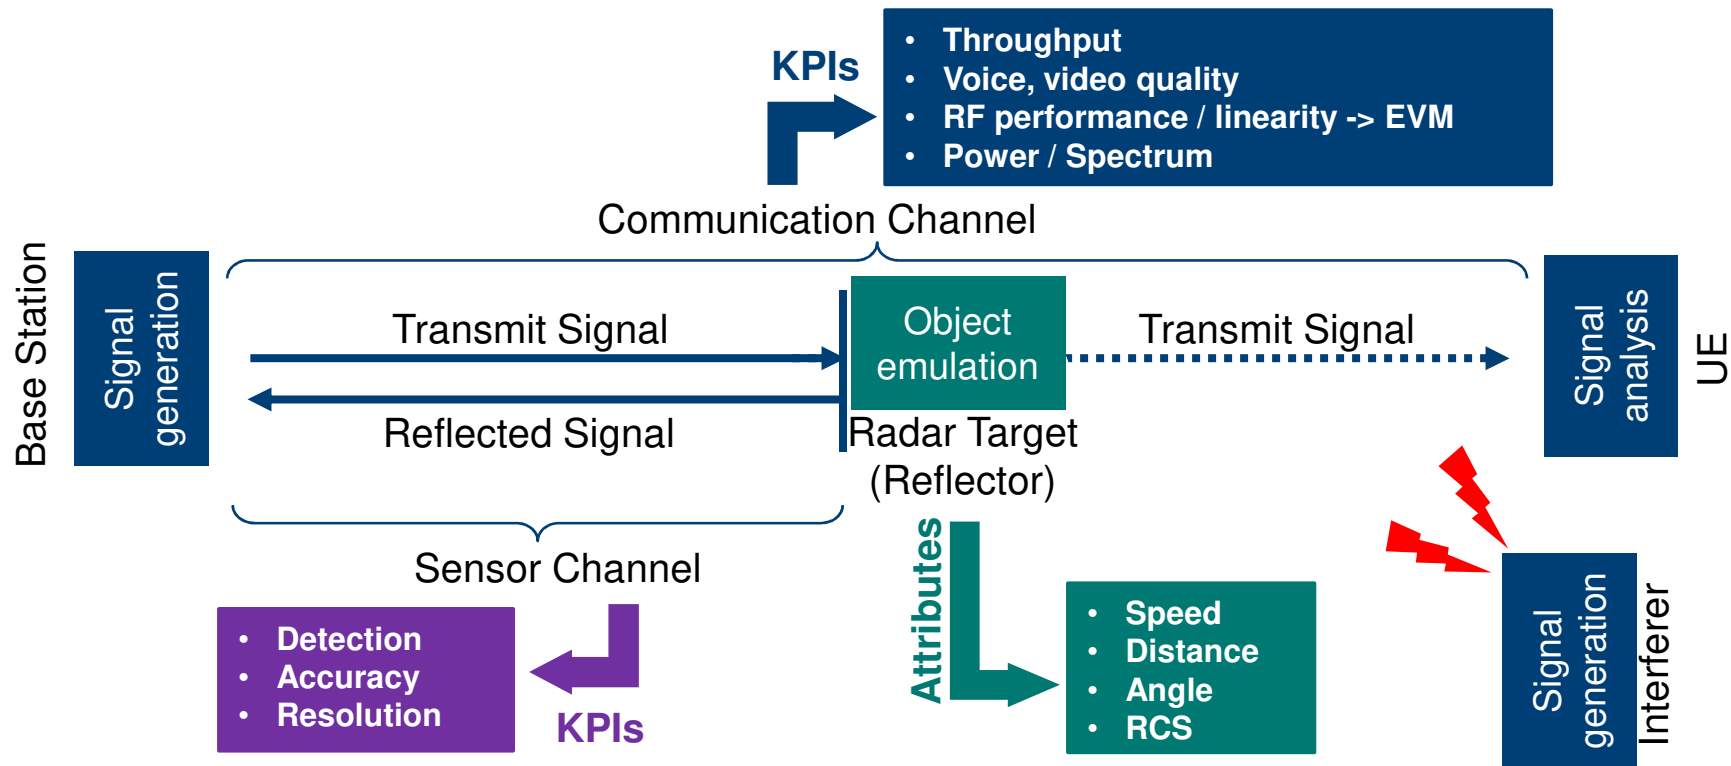 KPIs
• Throughput
• Voice, video quality
• RF performance / linearity -> EVM
• Power / Spectrum
Communication Channel
Base Station
Signal
generation
Transmit Signal
Reflected Signal
Object
emulation
Radar Target
(Reflector)
Transmit Signal
Signal
analysis
UE
Sensor Channel
• Detection
• Accuracy
• Resolution
KPIs
Attributes
• Speed
• Distance
• Angle
• RCS
Signal
generation
Interferer